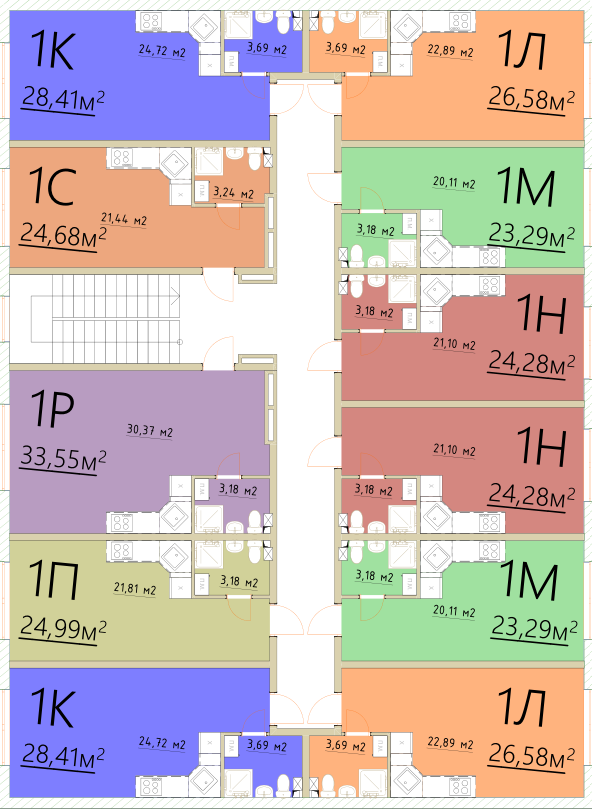 1К
24,72 м2
28,41м²
3,69 м2
3,69 м2
22,89 м2
1Л
26,58м²
1С
21,44 м2
24,68м²
3,24 м2
П.М
20,11 м2
1М
23,29м²
3,18 м2
3,18 м2
1Н
21,10 м2
24,28м²
1Р
30,37 м2
33,55м²
3,18 м2
П.М
21,10 м2
1Н
24,28м²
3,18 м2
П.М
1П
21,81 м2
24,99м²
3,18 м2
П.М
3,18 м2
1М
20,11 м2
23,29м²
1К
24,72 м2
28,41м²
3,69 м2
П.М
3,69 м2
П.М
22,89 м2
1Л
26,58м²